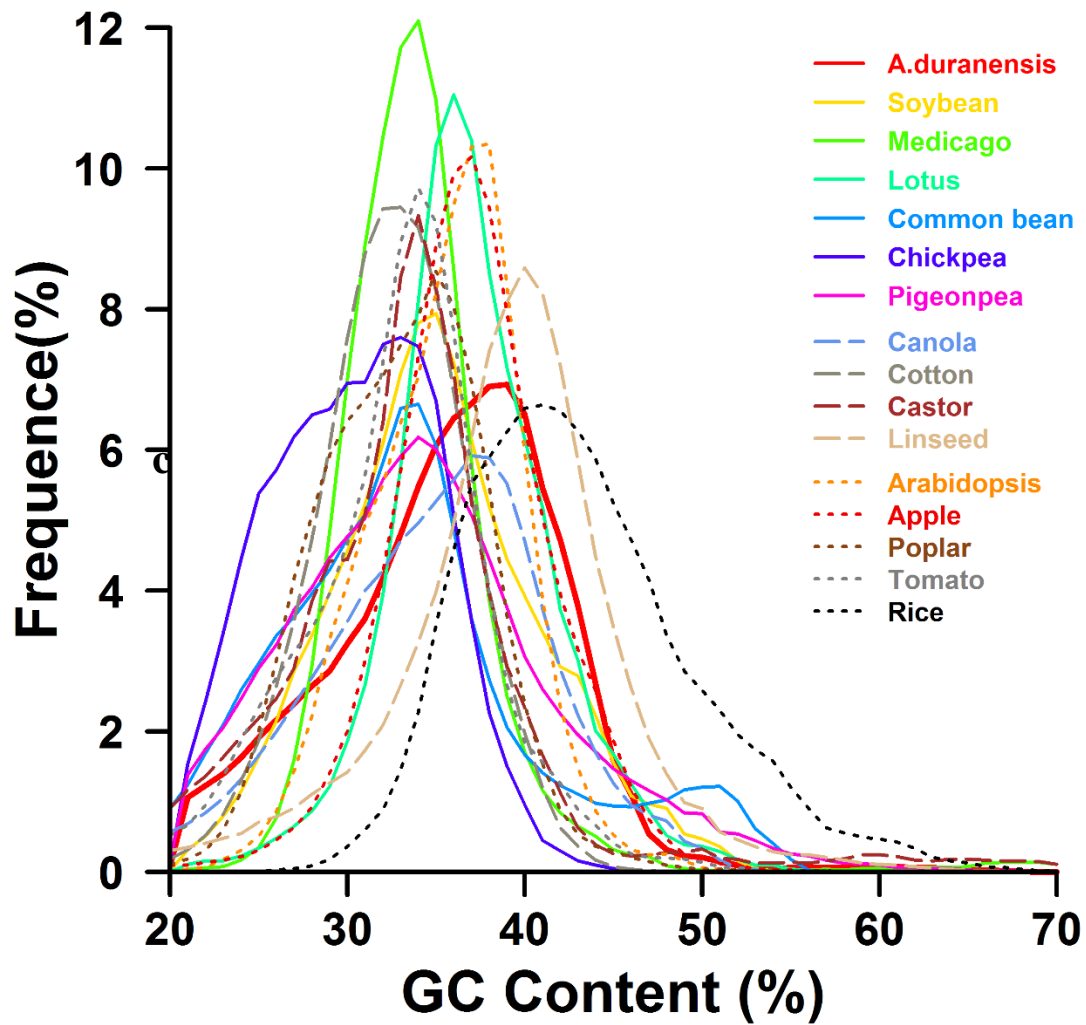 12
10
8
6
4
2
0
Frequence(%)
20 30 40 50 60 70
GC Content (%)
A.duranensis
Soybean
Medicago
Lotus
Common bean
Chickpea
Pigeonpea
Canola
Cotton
Castor
Linseed
Arabidopsis
Apple
Poplar
Tomato
Rice